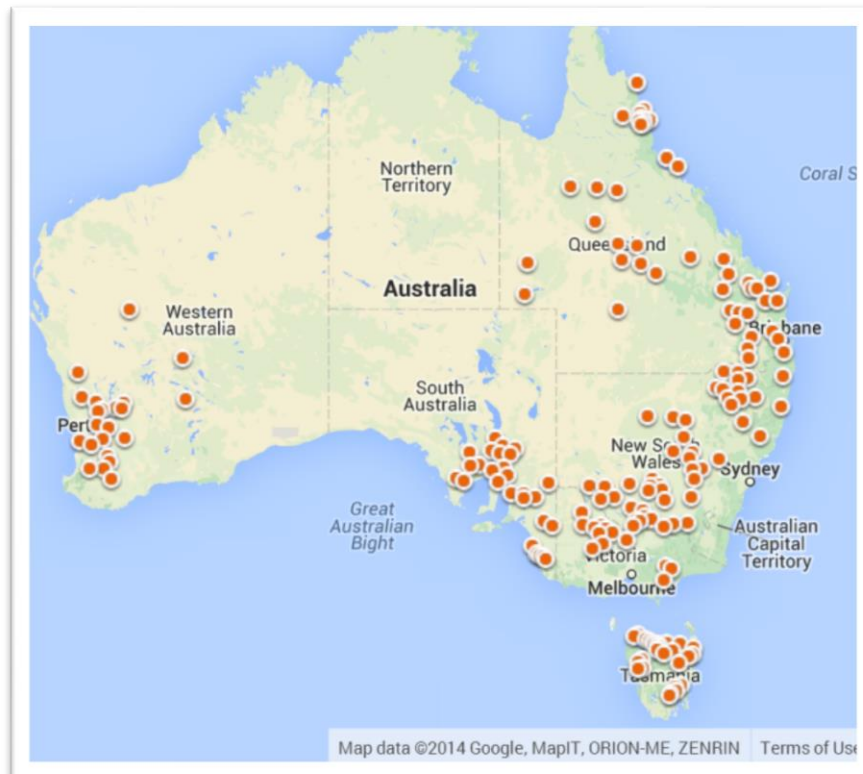 Northern
Territory
Coral S
Queensland
Australia
Western
Australia
Brisbane
South
Australia
Perth
New South
Wales
Sydney
Great
Australian
Bight
Australian
Capital
Territory
Victoria
Melbourne
Tasmania
Map data ©2014 Google, MapIT, ORION-ME, ZENRIN
Terms of Use